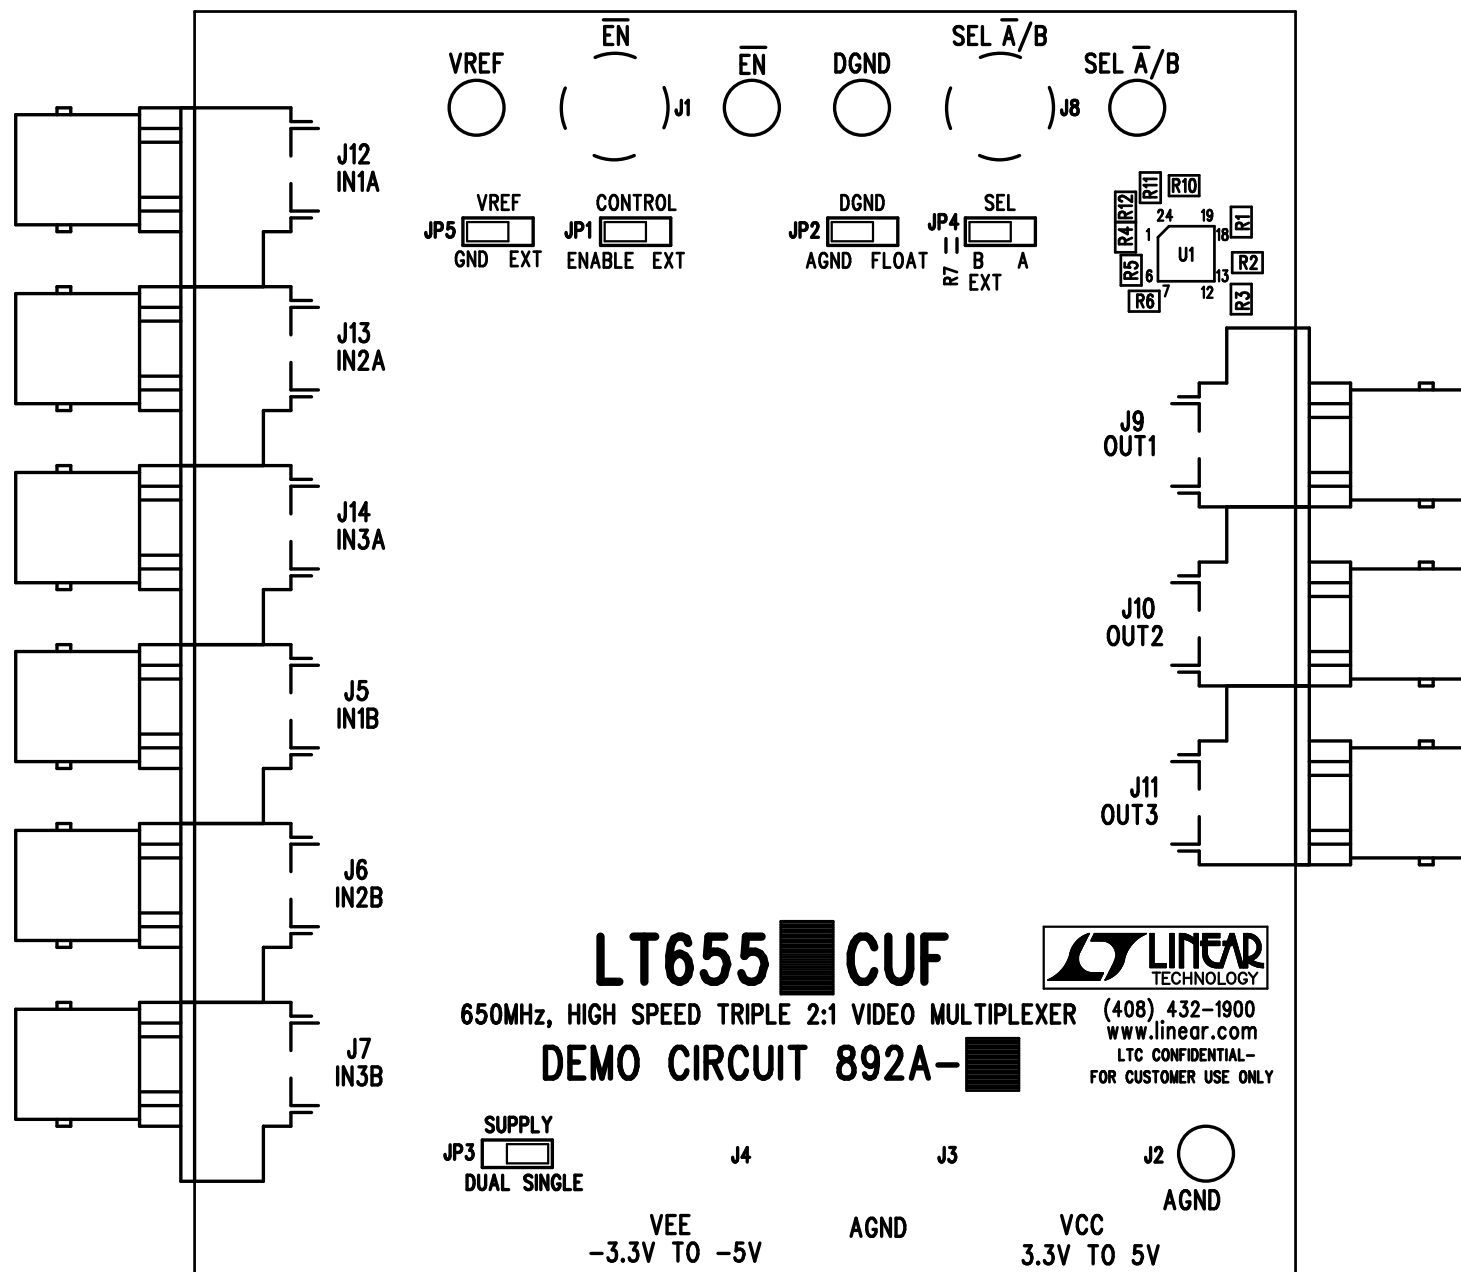 EN
SEL A/B
VREF
EN
DGND
SEL A/B
J1
J8
J12
IN1A
VREF
JP5
GND EXT
CONTROL
JP1
ENABLE EXT
DGND
JP2
AGND FLOAT
SEL
JP4
B A
EXT
R7
R11
R10
R12
R4
R5
R6
24
19
1
18
U1
6
13
7
12
R1
R2
R3
J13
IN2A
J9
OUT1
J14
IN3A
J10
OUT2
J5
IN1B
J11
OUT3
J6
IN2B
LT655 CUF
650MHz, HIGH SPEED TRIPLE 2:1 VIDEO MULTIPLEXER
DEMO CIRCUIT 892A-
LT LINEAR
TECHNOLOGY
(408) 432-1900
www.linear.com
LTC CONFIDENTIAL-
FOR CUSTOMER USE ONLY
J7
IN3B
SUPPLY
JP3
DUAL SINGLE
J4
J3
J2
AGND
VEE
-3.3V TO -5V
AGND
VCC
3.3V TO 5V